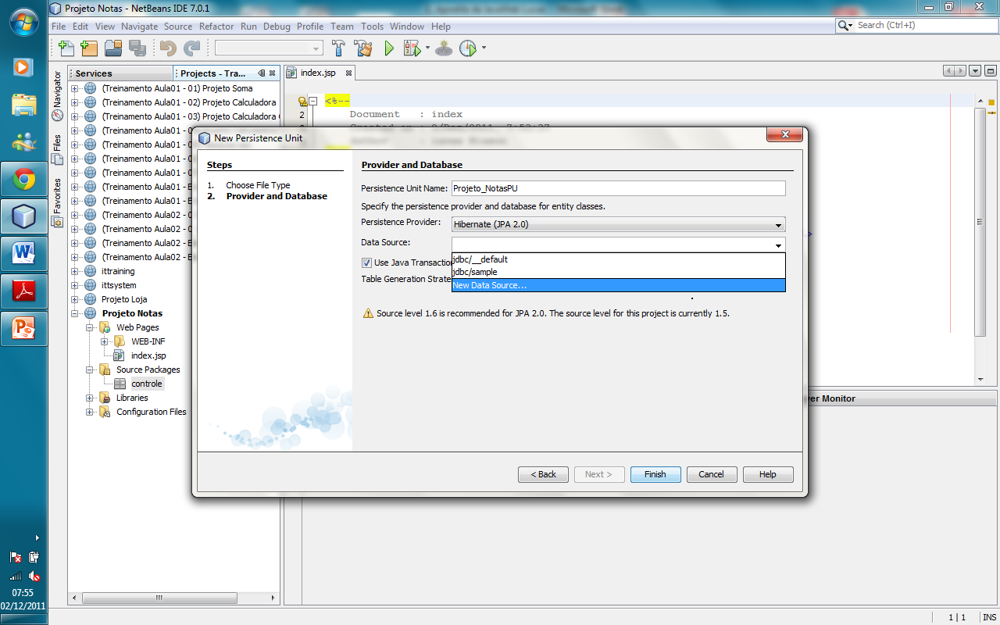 Projeto Notas - NetBeans IDE 7.0.1
File Edit View Navigate Source Refactor Run Debug Profile Team Tools Window Help
Search (Ctrl+I)
Services
Projects - Tra...
index.jsp
Navigator
Files
Favorites
(Treinamento Aula01 - 01) Projeto Soma
(Treinamento Aula01 - 02) Projeto Calculadora
(Treinamento Aula01 - 03) Projeto Calculadora
(Treinamento Aula01 - 0
(Treinamento Aula01 - 0
(Treinamento Aula01 - 0
(Treinamento Aula01 - 0
(Treinamento Aula01 - E
(Treinamento Aula01 - E
(Treinamento Aula02 - 0
(Treinamento Aula02 - 0
(Treinamento Aula02 - E
(Treinamento Aula02 - E
ittraining
ittsystem
Projeto Loja
Projeto Notas
Web Pages
WEB-INF
index.jsp
Source Packages
controle
Libraries
Configuration Files
<%--
2 Document : index
New Persistence Unit
Steps
1. Choose File Type
2. Provider and Database
Provider and Database
Persistence Unit Name: Projeto_NotasPU
Specify the persistence provider and database for entity classes.
Persistence Provider: Hibernate (JPA 2.0)
Data Source:
jdbc/__default
jdbc/sample
New Data Source...
Use Java Transaction
Table Generation Strate
Source level 1.6 is recommended for JPA 2.0. The source level for this project is currently 1.5.
< Back Next > Finish Cancel Help
er Monitor
07:55
02/12/2011
1 | 1 INS